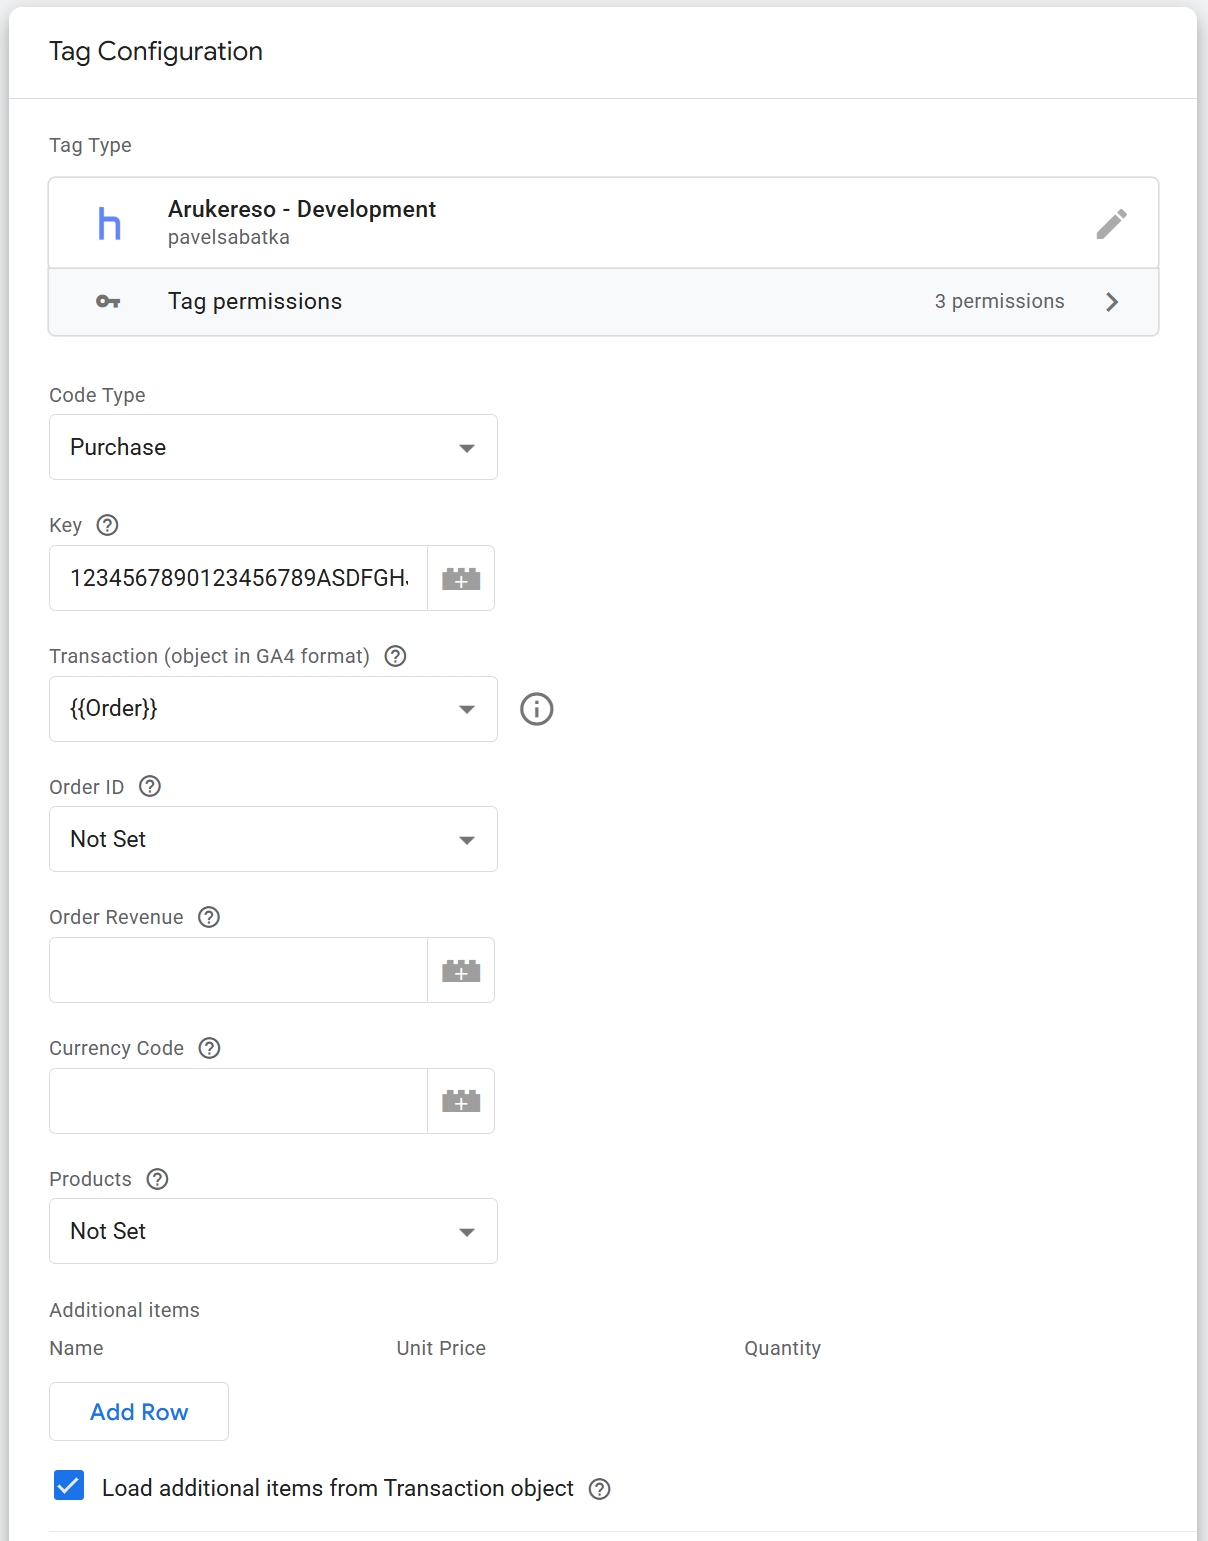 Tag Configuration
Tag Type
Arukereso - Development
pavelsabatka
Tag permissions 3 permissions
Code Type
Purchase
Key
1234567890123456789ASDFGH
Transaction (object in GA4 format)
{{Order}}
Order ID
Not Set
Order Revenue
Currency Code
Products
Not Set
Additional items
Name Unit Price Quantity
Add Row
Load additional items from Transaction object